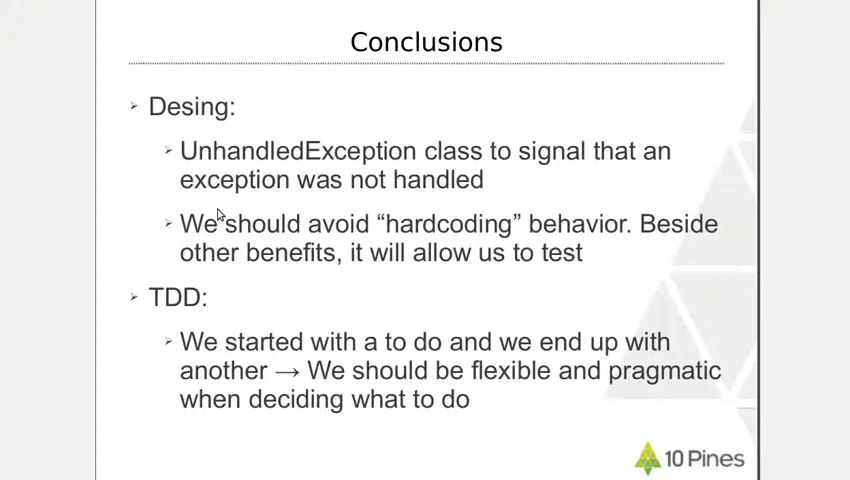 Conclusions
Desing:
UnhandledException class to signal that an
exception was not handled
We should avoid “hardcoding” behavior. Beside
other benefits, it will allow us to test
TDD:
We started with a to do and we end up with
another → We should be flexible and pragmatic
when deciding what to do
10 Pines